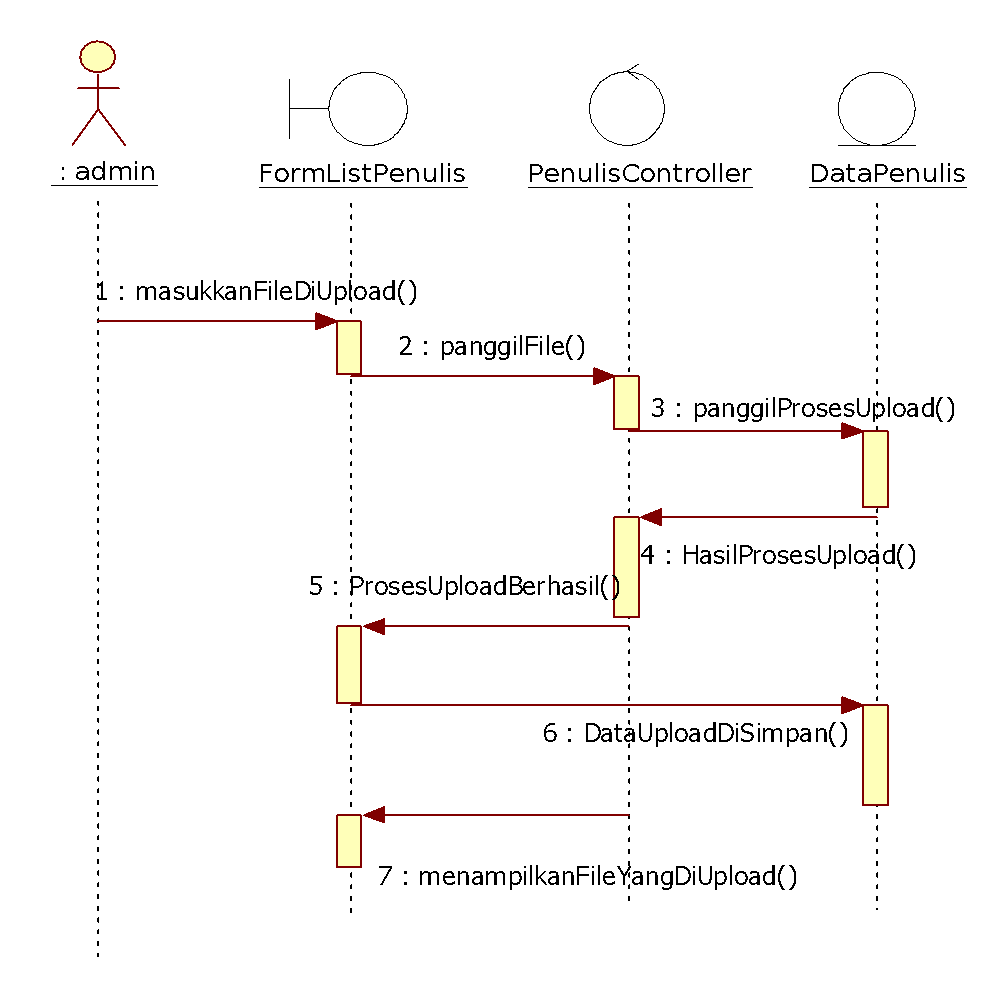 : admin
FormListPenulis
PenulisController
DataPenulis
1 : masukkanFileDiUpload()
2 : panggilFile()
3 : panggilProsesUpload()
4 : HasilProsesUpload()
5 : ProsesUploadBerhasil()
6 : DataUploadDiSimpan()
7 : menampilkanFileYangDiUpload()